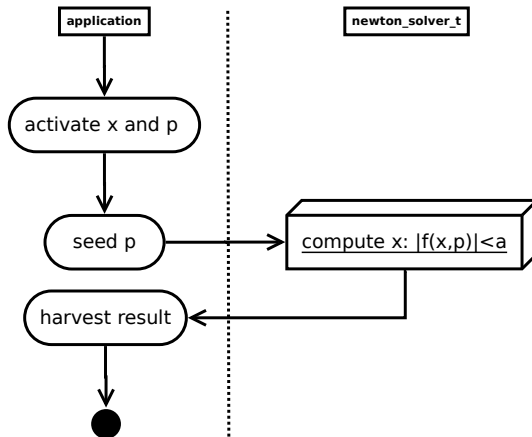 application
newton_solver_t
activate x and p
seed p
compute x: |f(x,p)|<a
harvest result